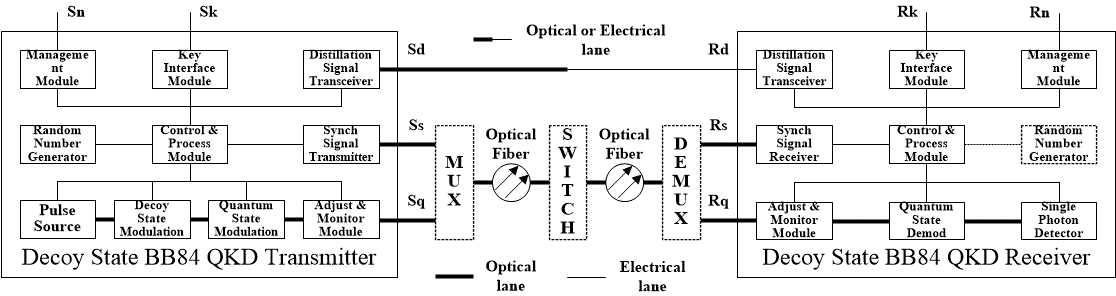 Sn
Sk
Rk
Rn
Manageme
nt
Module
Key
Interface
Module
Distillation
Signal
Transceiver
Sd
Optical or Electrical
lane
Rd
Distillation
Signal
Transceiver
Key
Interface
Module
Manageme
nt
Module
Random
Number
Generator
Control &
Process
Module
Synch
Signal
Transmitter
Ss
MUX
Optical
Fiber
SWITCH
Optical
Fiber
DEMUX
Rs
Synch
Signal
Receiver
Control &
Process
Module
Random
Number
Generator
Pulse
Source
Decoy
State
Modulation
Quantum
State
Modulation
Adjust &
Monitor
Module
Sq
Rq
Adjust &
Monitor
Module
Quantum
State
Demod
Single
Photon
Detector
Decoy State BB84 QKD Transmitter
Optical
lane
Electrical
lane
Decoy State BB84 QKD Receiver